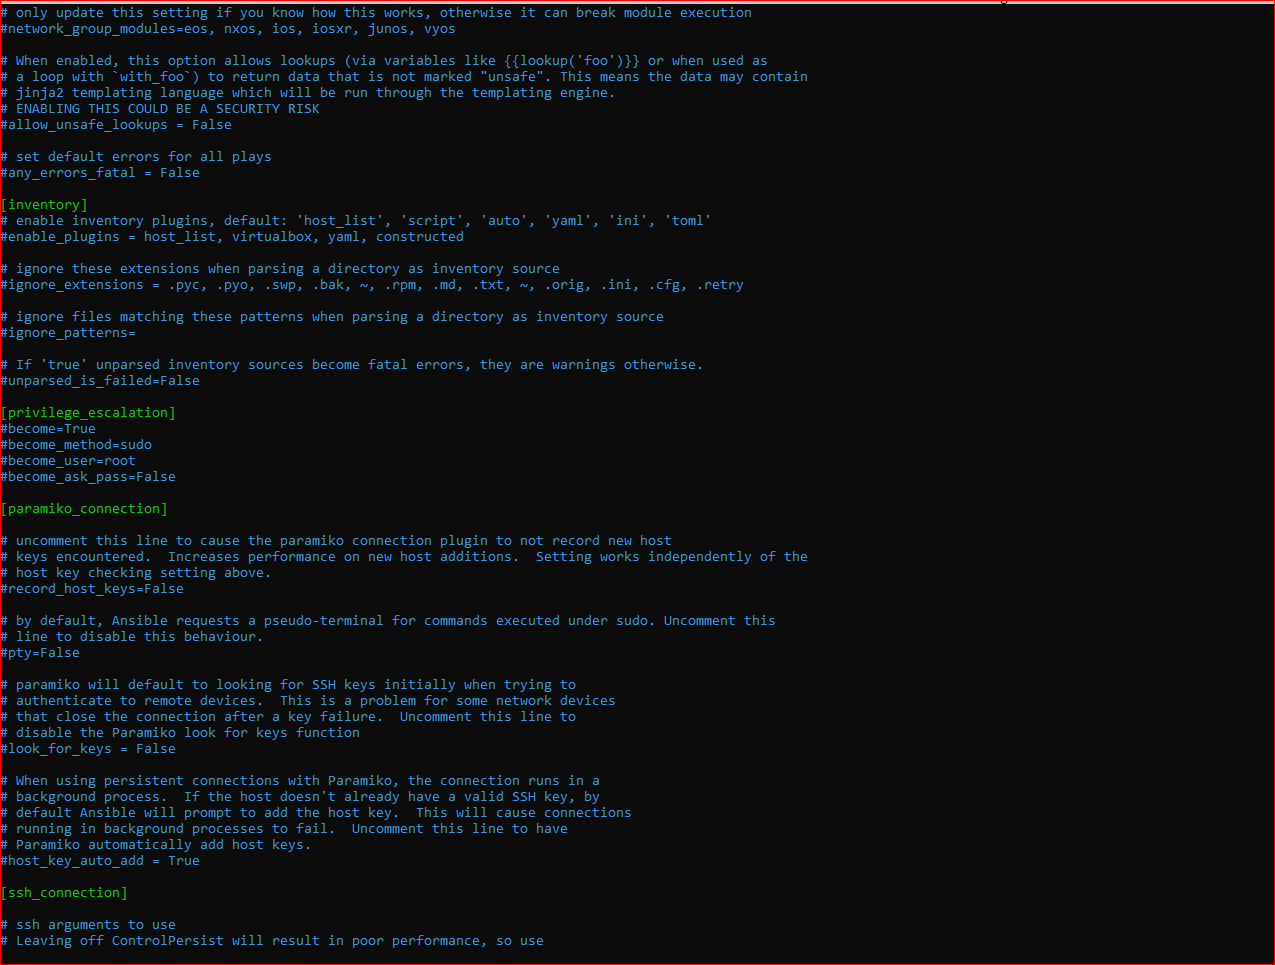 # only update this setting if you know how this works, otherwise it can break module execution
#network_group_modules=eos, nxos, ios, iosxr, junos, vyos
# When enabled, this option allows lookups (via variables like {{lookup('foo')}} or when used as
# a loop with `with_foo`) to return data that is not marked "unsafe". This means the data may contain
# jinja2 templating language which will be run through the templating engine.
# ENABLING THIS COULD BE A SECURITY RISK
#allow_unsafe_lookups = False
# set default errors for all plays
#any_errors_fatal = False
[inventory]
# enable inventory plugins, default: 'host_list', 'script', 'auto', 'yaml', 'ini', 'toml'
#enable_plugins = host_list, virtualbox, yaml, constructed
# ignore these extensions when parsing a directory as inventory source
#ignore_extensions = .pyc, .pyo, .swp, .bak, ~, .rpm, .md, .txt, ~, .orig, .ini, .cfg, .retry
# ignore files matching these patterns when parsing a directory as inventory source
#ignore_patterns=
# If 'true' unparsed inventory sources become fatal errors, they are warnings otherwise.
#unparsed_is_failed=False
[privilege_escalation]
#become=True
#become_method=sudo
#become_user=root
#become_ask_pass=False
[paramiko_connection]
# uncomment this line to cause the paramiko connection plugin to not record new host
# keys encountered.  Increases performance on new host additions.  Setting works independently of the
# host key checking setting above.
#record_host_keys=False
# by default, Ansible requests a pseudo-terminal for commands executed under sudo. Uncomment this
# line to disable this behaviour.
#pty=False
# paramiko will default to looking for SSH keys initially when trying to
# authenticate to remote devices.  This is a problem for some network devices
# that close the connection after a key failure.  Uncomment this line to
# disable the Paramiko look for keys function
#look_for_keys = False
# When using persistent connections with Paramiko, the connection runs in a
# background process.  If the host doesn't already have a valid SSH key, by
# default Ansible will prompt to add the host key.  This will cause connections
# running in background processes to fail.  Uncomment this line to have
# Paramiko automatically add host keys.
#host_key_auto_add = True
[ssh_connection]
# ssh arguments to use
# Leaving off ControlPersist will result in poor performance, so use